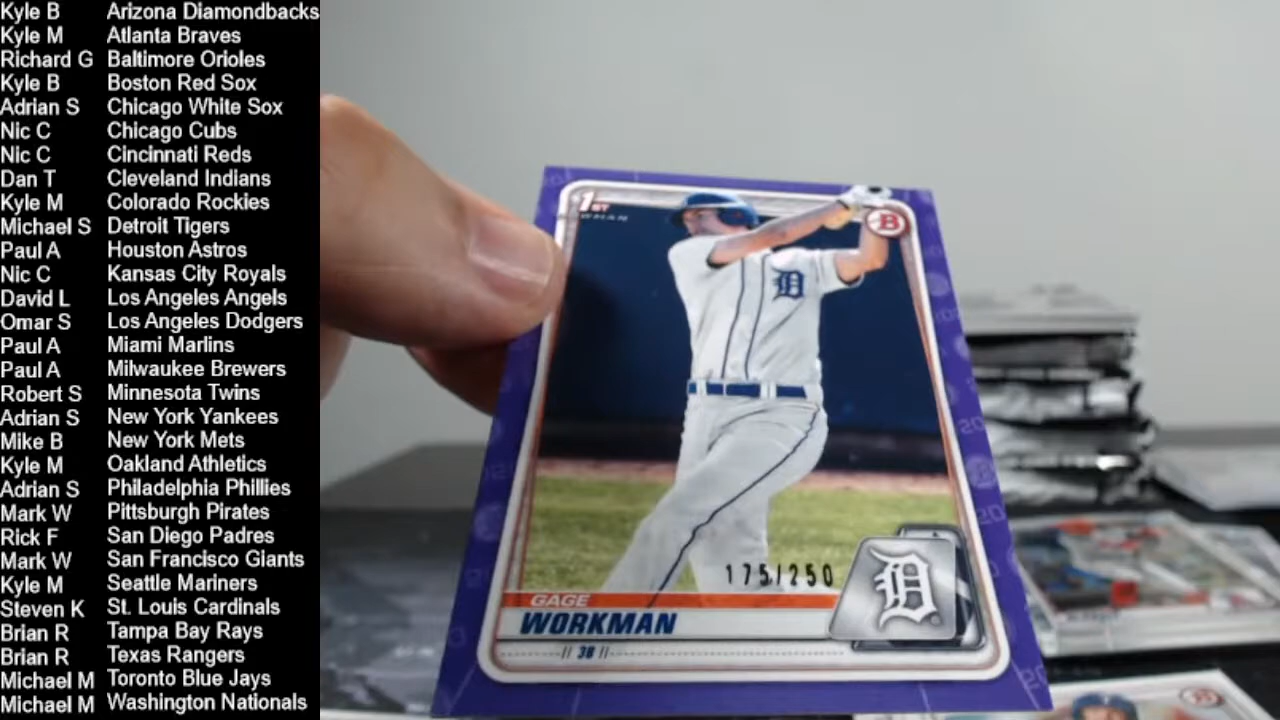 Kyle B Arizona Diamondbacks
Kyle M Atlanta Braves
Richard G Baltimore Orioles
Kyle B Boston Red Sox
Adrian S Chicago White Sox
Nic C Chicago Cubs
Nic C Cincinnati Reds
Dan T Cleveland Indians
Kyle M Colorado Rockies
Michael S Detroit Tigers
Paul A Houston Astros
Nic C Kansas City Royals
David L Los Angeles Angels
Omar S Los Angeles Dodgers
Paul A Miami Marlins
Paul A Milwaukee Brewers
Robert S Minnesota Twins
Adrian S New York Yankees
Mike B New York Mets
Kyle M Oakland Athletics
Adrian S Philadelphia Phillies
Mark W Pittsburgh Pirates
Rick F San Diego Padres
Mark W San Francisco Giants
Kyle M Seattle Mariners
Steven K St. Louis Cardinals
Brian R Tampa Bay Rays
Brian R Texas Rangers
Michael M Toronto Blue Jays
Michael M Washington Nationals
1ST
B
D
175/250
D
GAGE
WORKMAN
38